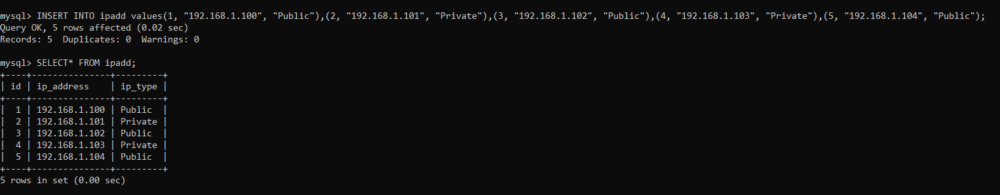 mysql> INSERT INTO ipadd values(1, "192.168.1.100", "Public"),(2, "192.168.1.101", "Private"),(3, "192.168.1.102", "Public"),(4, "192.168.1.103", "Private"),(5, "192.168.1.104", "Public");
Query OK, 5 rows affected (0.02 sec)
Records: 5  Duplicates: 0  Warnings: 0

mysql> SELECT* FROM ipadd;
+----+---------------+---------+
| id | ip_address    | ip_type |
+----+---------------+---------+
|  1 | 192.168.1.100 | Public  |
|  2 | 192.168.1.101 | Private |
|  3 | 192.168.1.102 | Public  |
|  4 | 192.168.1.103 | Private |
|  5 | 192.168.1.104 | Public  |
+----+---------------+---------+
5 rows in set (0.00 sec)